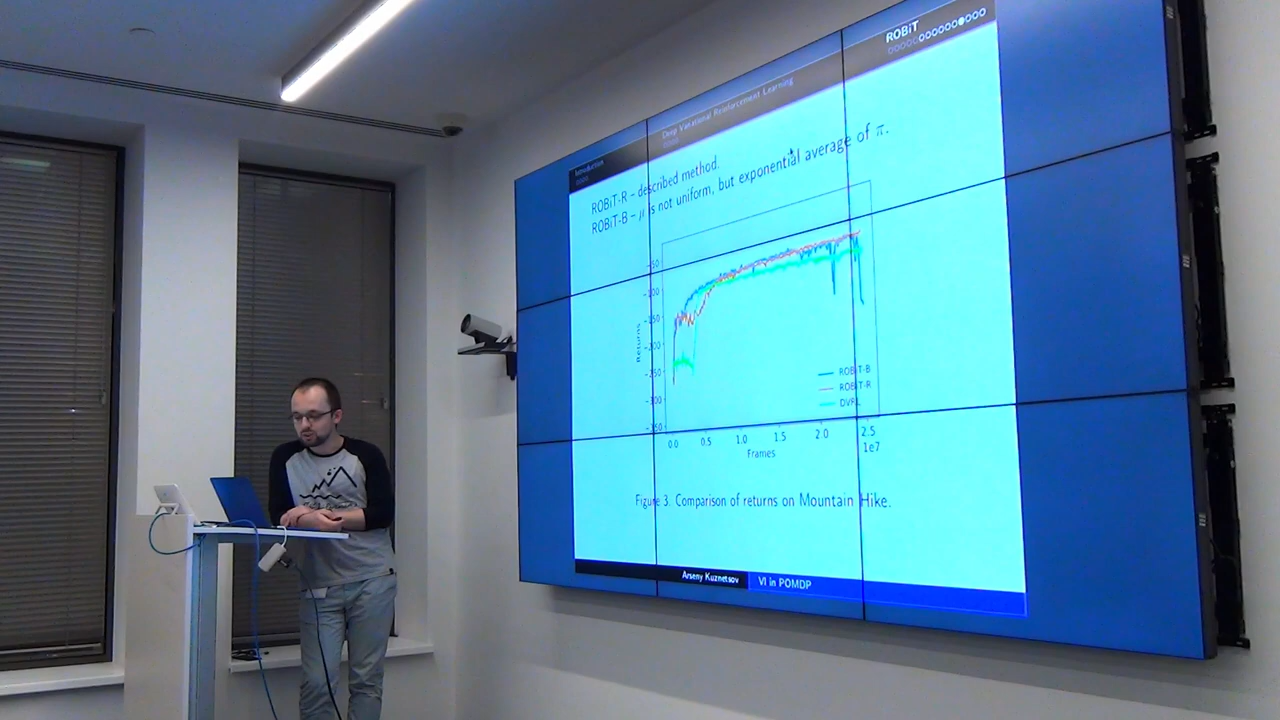 Introduction
Deep Variational Reinforcement Learning
ROBiT
ROBiT-R – described method.
ROBiT-B – μ is not uniform, but exponential average of π.
Returns
-50
-100
-150
-200
-250
-300
-350
ROBiT-B
ROBiT-R
DVRL
0.0 0.5 1.0 1.5 2.0 2.5
1e7
Frames
Figure 3. Comparison of returns on Mountain Hike.
Arseny Kuznetsov VI in POMDP